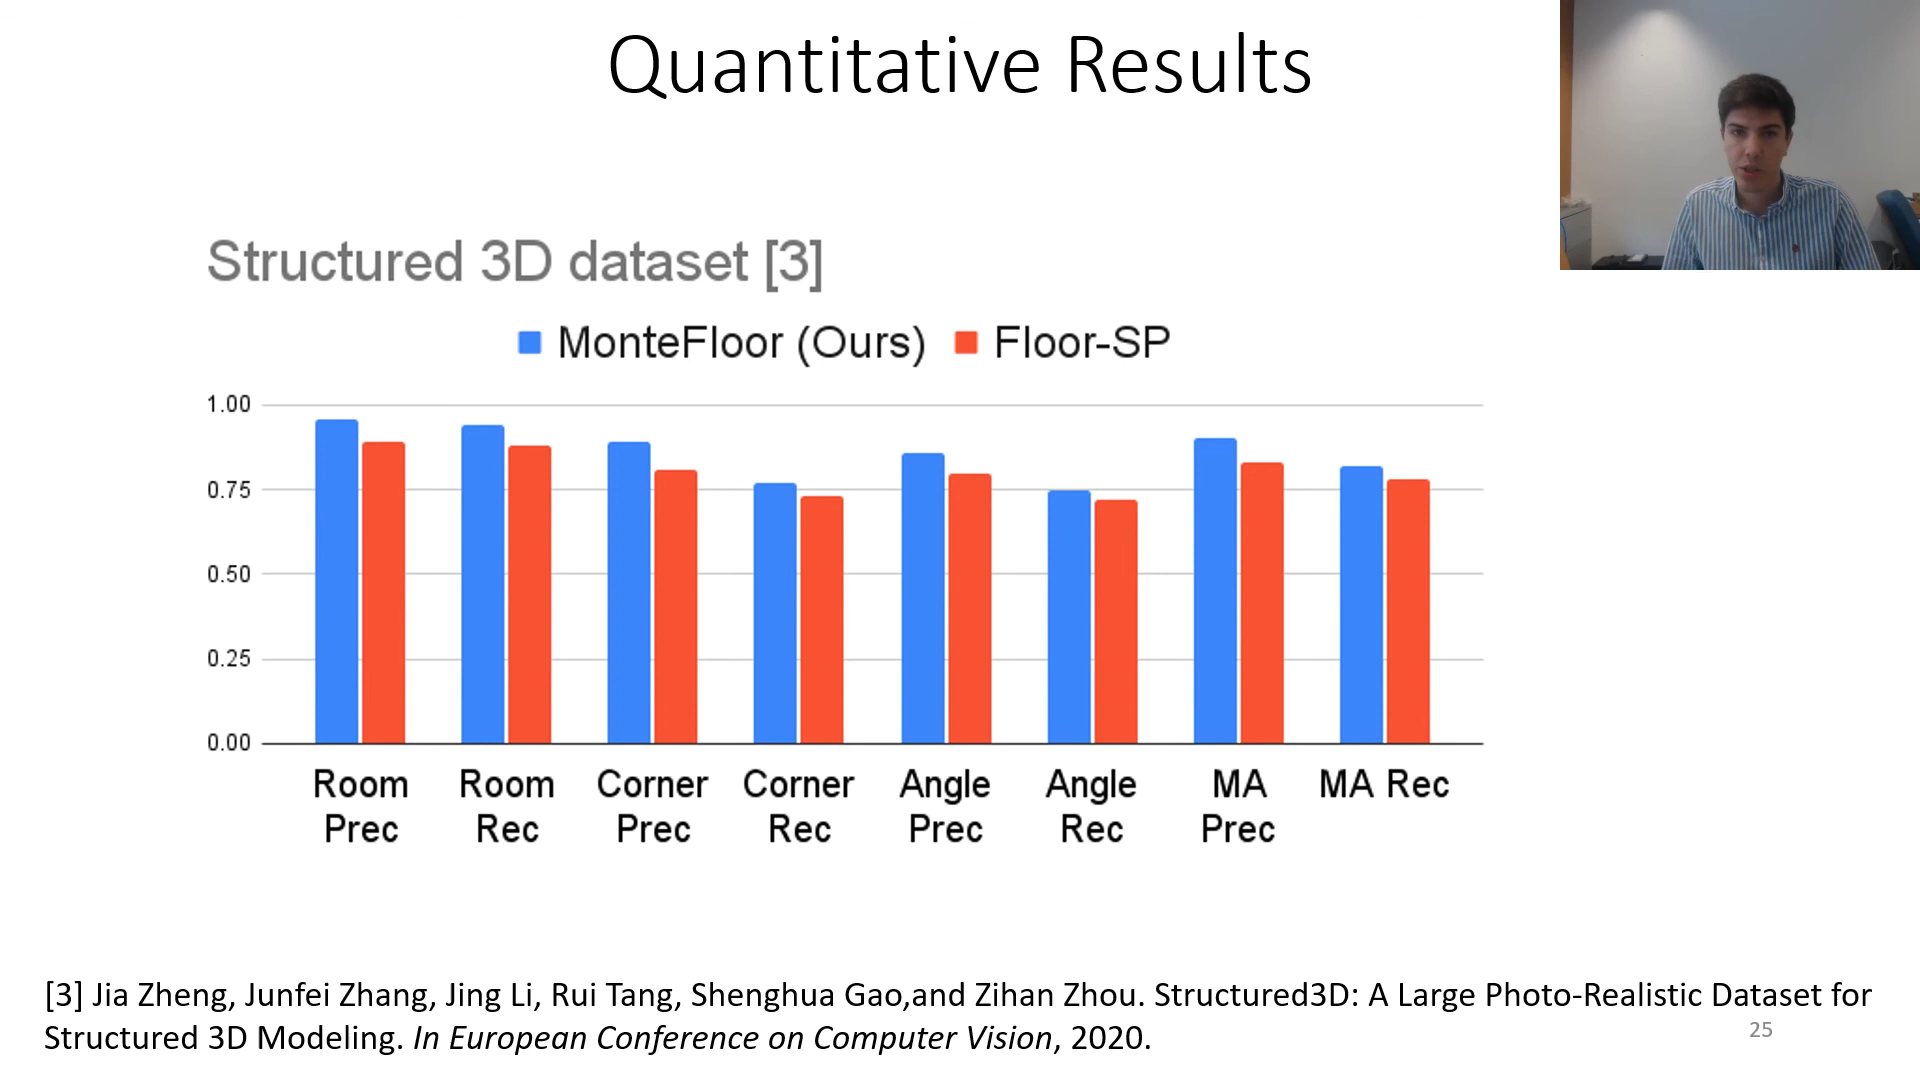 Quantitative Results
Structured 3D dataset [3]
MonteFloor (Ours) Floor-SP
1.00
0.75
0.50
0.25
0.00
Room Prec
Room Rec
Corner Prec
Corner Rec
Angle Prec
Angle Rec
MA Prec
MA Rec
[3] Jia Zheng, Junfei Zhang, Jing Li, Rui Tang, Shenghua Gao,and Zihan Zhou. Structured3D: A Large Photo-Realistic Dataset for
Structured 3D Modeling. In European Conference on Computer Vision, 2020.
25